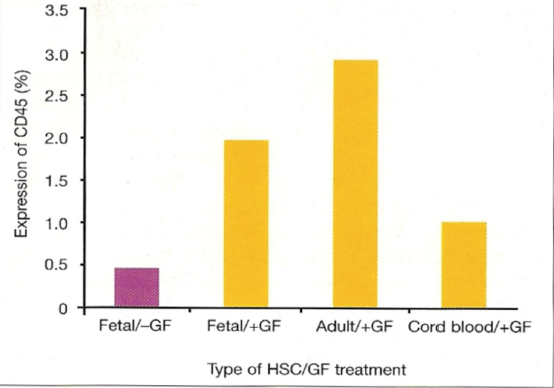 3.5
3.0
2.5
2.0
1.5
1.0
0.5
0
Expression of CD45 (%)
Fetal/–GF Fetal/+GF Adult/+GF Cord blood/+GF
Type of HSC/GF treatment